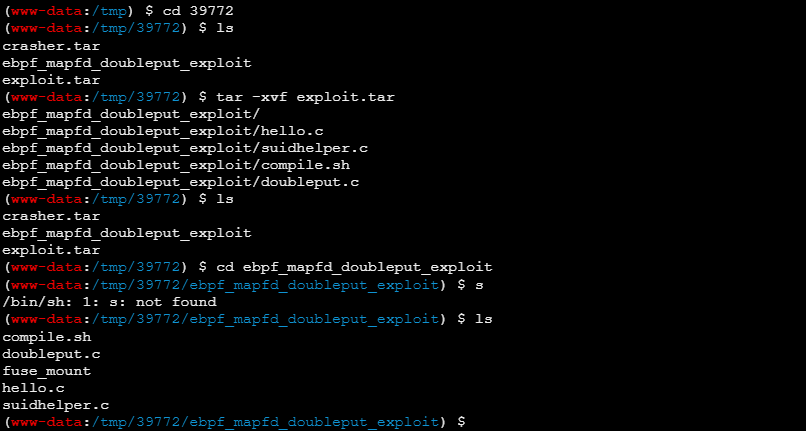 (www-data:/tmp) $ cd 39772
(www-data:/tmp/39772) $ ls
crasher.tar
ebpf_mapfd_doubleput_exploit
exploit.tar
(www-data:/tmp/39772) $ tar -xvf exploit.tar
ebpf_mapfd_doubleput_exploit/
ebpf_mapfd_doubleput_exploit/hello.c
ebpf_mapfd_doubleput_exploit/suidhelper.c
ebpf_mapfd_doubleput_exploit/compile.sh
ebpf_mapfd_doubleput_exploit/doubleput.c
(www-data:/tmp/39772) $ ls
crasher.tar
ebpf_mapfd_doubleput_exploit
exploit.tar
(www-data:/tmp/39772) $ cd ebpf_mapfd_doubleput_exploit
(www-data:/tmp/39772/ebpf_mapfd_doubleput_exploit) $ s
/bin/sh: 1: s: not found
(www-data:/tmp/39772/ebpf_mapfd_doubleput_exploit) $ ls
compile.sh
doubleput.c
fuse_mount
hello.c
suidhelper.c
(www-data:/tmp/39772/ebpf_mapfd_doubleput_exploit) $